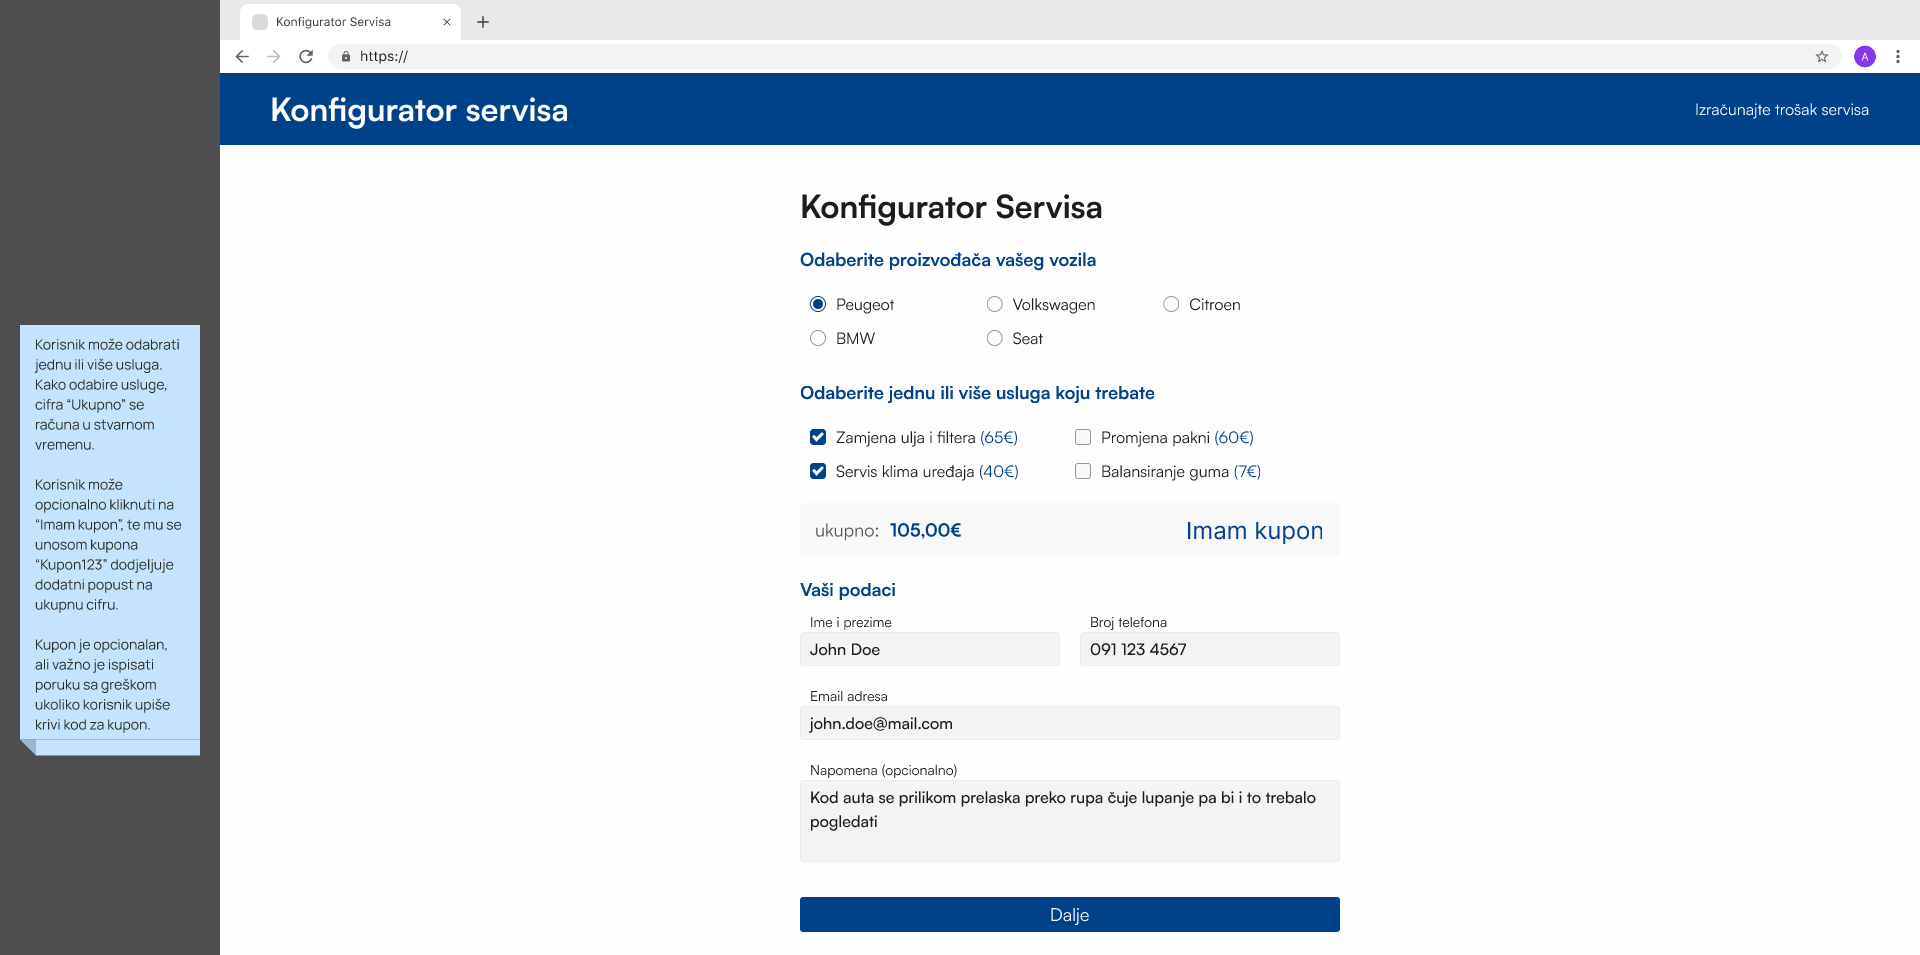 Konfigurator Servisa
https://
A
Konfigurator servisa
Izračunajte trošak servisa
Korisnik može odabrati
jednu ili više usluga.
Kako odabire usluge,
cifra “Ukupno” se
računa u stvarnom
vremenu.
Korisnik može
opcionalno kliknuti na
“Imam kupon”, te mu se
unosom kupona
“Kupon123” dodjeljuje
dodatni popust na
ukupnu cifru.
Kupon je opcionalan,
ali važno je ispisati
poruku sa greškom
ukoliko korisnik upiše
krivi kod za kupon.
Konfigurator Servisa
Odaberite proizvođača vašeg vozila
Peugeot Volkswagen Citroen
BMW Seat
Odaberite jednu ili više usluga koju trebate
Zamjena ulja i filtera (65€) Promjena pakni (60€)
Servis klima uređaja (40€) Balansiranje guma (7€)
ukupno: 105,00€ Imam kupon
Vaši podaci
Ime i prezime Broj telefona
John Doe 091 123 4567
Email adresa
john.doe@mail.com
Napomena (opcionalno)
Kod auta se prilikom prelaska preko rupa čuje lupanje pa bi i to trebalo
pogledati
Dalje